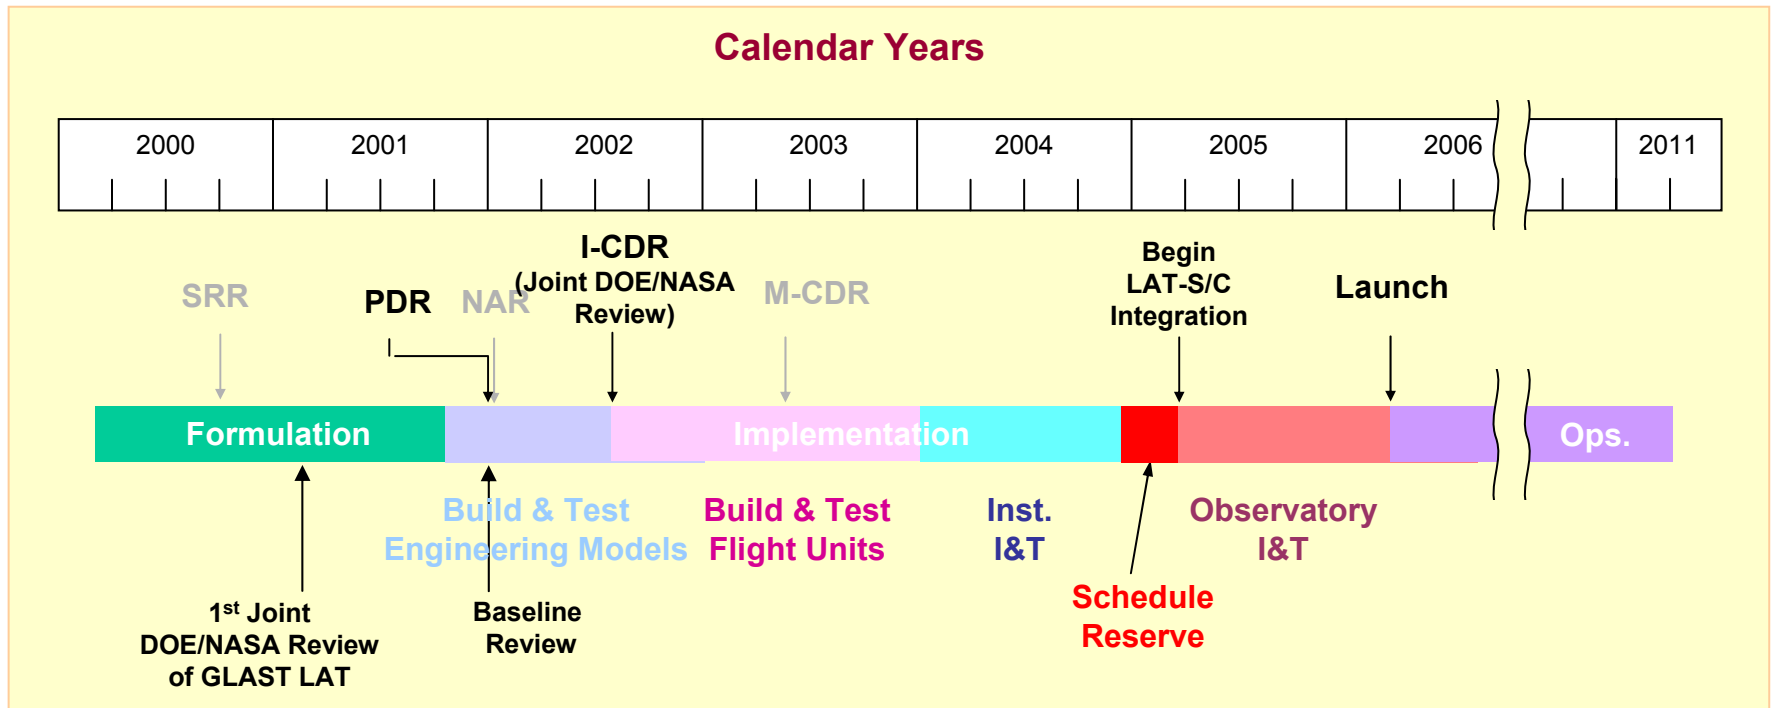 Calendar Years
2000 2001 2002 2003 2004 2005 2006 2011
SRR
PDR
NAR
I-CDR
(Joint DOE/NASA
Review)
M-CDR
Begin
LAT-S/C
Integration
Launch
Formulation
Implementation
Ops.
Build & Test
Engineering Models
Build & Test
Flight Units
Inst.
I&T
Observatory
I&T
1st Joint
DOE/NASA Review
of GLAST LAT
Baseline
Review
Schedule
Reserve